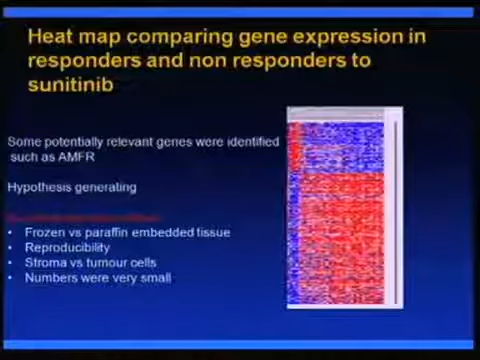 Heat map comparing gene expression in
responders and non responders to
sunitinib
Some potentially relevant genes were identified
such as AMFR
Hypothesis generating
• Frozen vs paraffin embedded tissue
• Reproducibility
• Stroma vs tumour cells
• Numbers were very small